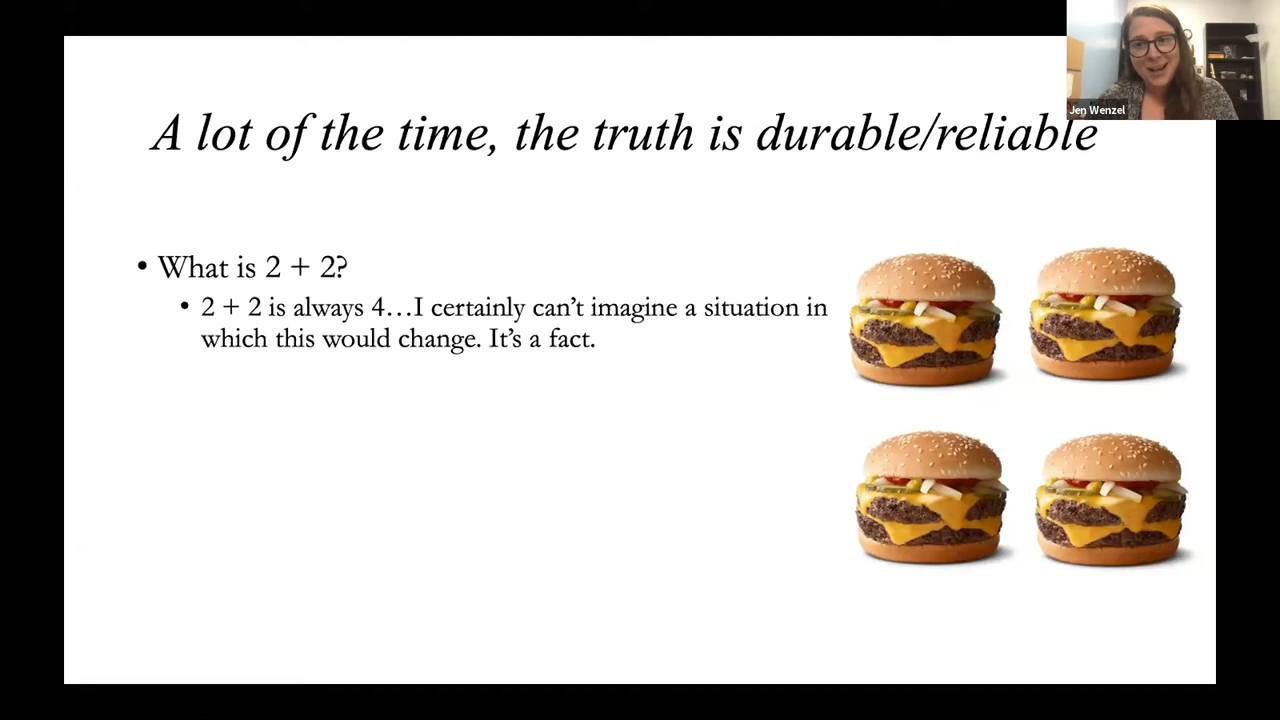 Jen Wenzel
A lot of the time, the truth is durable/reliable
• What is 2 + 2?
• 2 + 2 is always 4…I certainly can’t imagine a situation in
which this would change. It’s a fact.